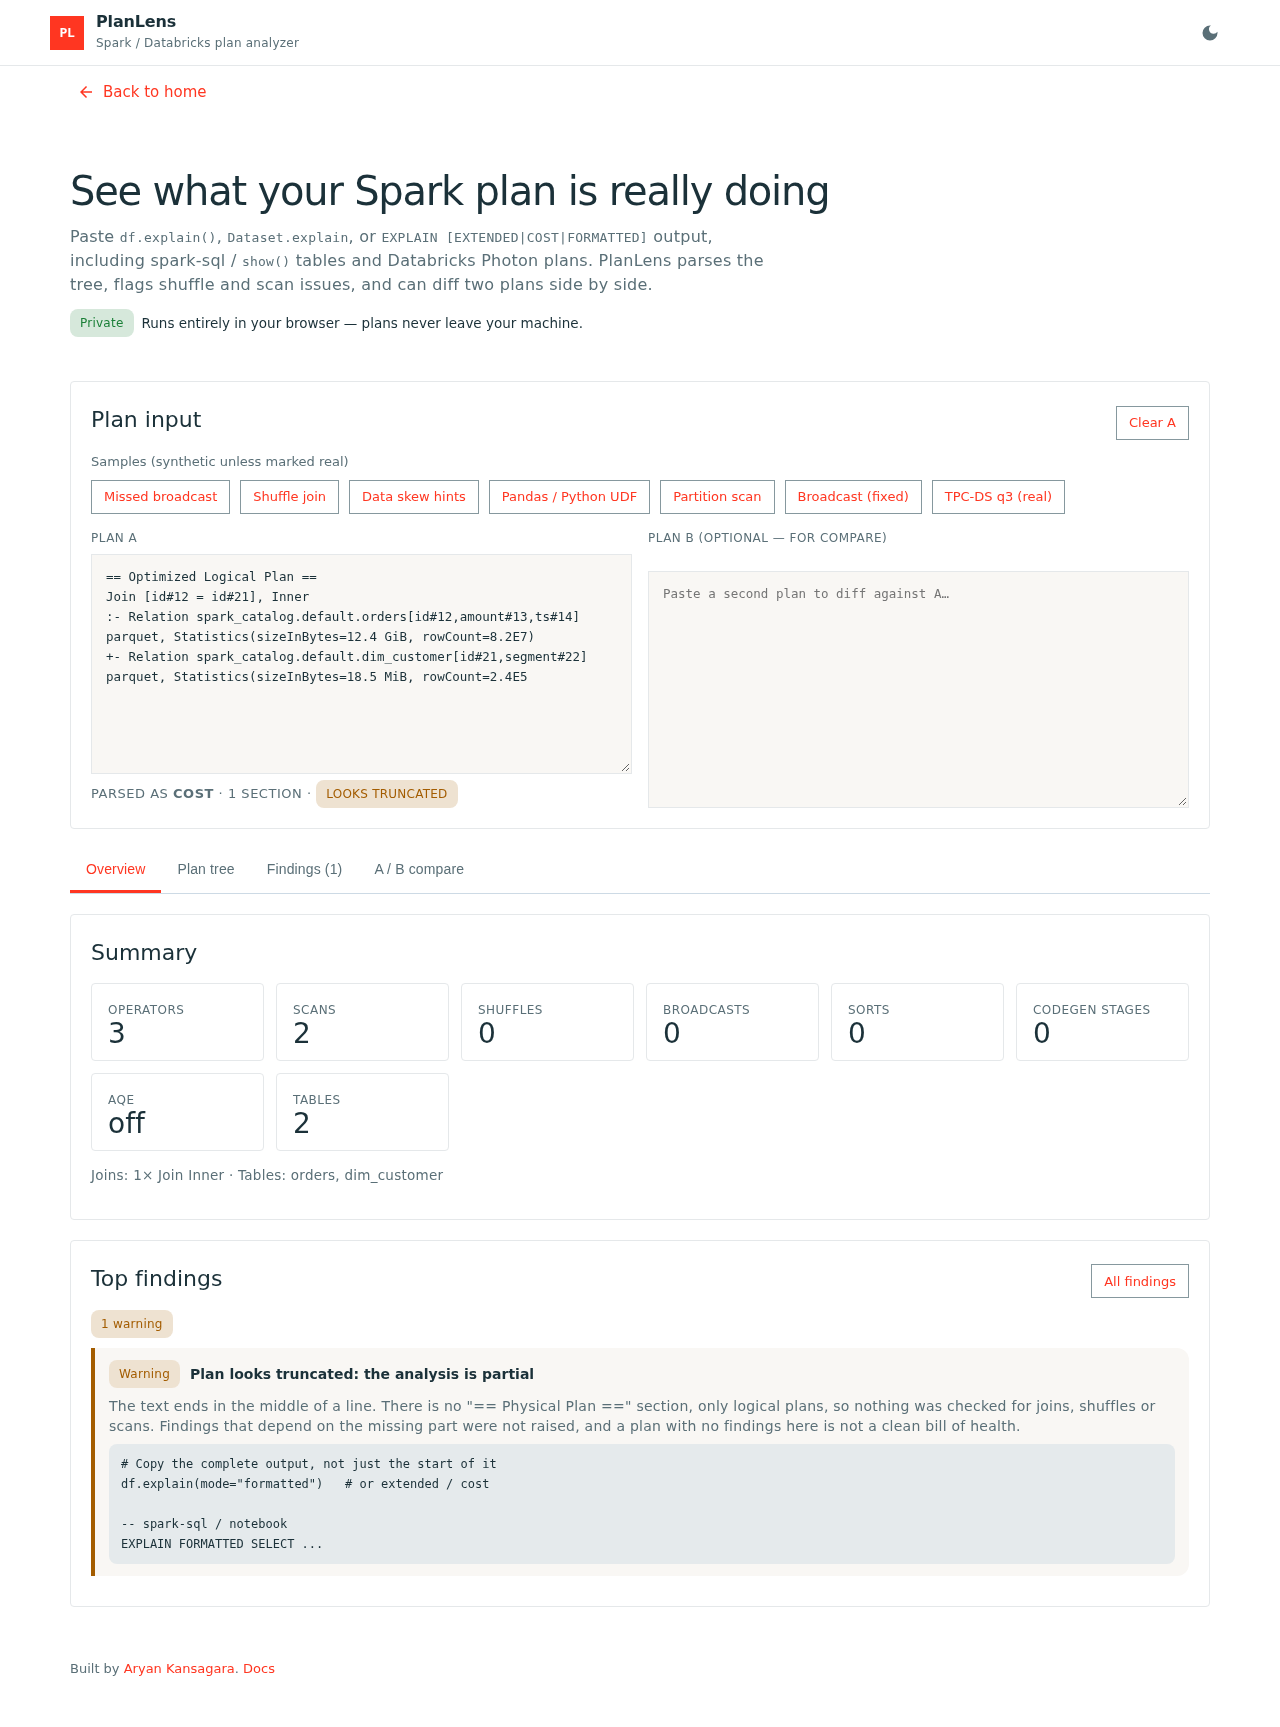 PL
PlanLens
Spark / Databricks plan analyzer
Back to home
See what your Spark plan is really doing
Paste df.explain(), Dataset.explain, or EXPLAIN [EXTENDED|COST|FORMATTED] output,
including spark-sql / show() tables and Databricks Photon plans. PlanLens parses the
tree, flags shuffle and scan issues, and can diff two plans side by side.
Private Runs entirely in your browser — plans never leave your machine.
Plan input
Clear A
Samples (synthetic unless marked real)
Missed broadcast
Shuffle join
Data skew hints
Pandas / Python UDF
Partition scan
Broadcast (fixed)
TPC-DS q3 (real)
PLAN A
== Optimized Logical Plan ==
Join [id#12 = id#21], Inner
:- Relation spark_catalog.default.orders[id#12,amount#13,ts#14]
parquet, Statistics(sizeInBytes=12.4 GiB, rowCount=8.2E7)
+- Relation spark_catalog.default.dim_customer[id#21,segment#22]
parquet, Statistics(sizeInBytes=18.5 MiB, rowCount=2.4E5
PARSED AS COST · 1 SECTION · LOOKS TRUNCATED
PLAN B (OPTIONAL — FOR COMPARE)
Paste a second plan to diff against A…
Overview
Plan tree
Findings (1)
A / B compare
Summary
OPERATORS
3
SCANS
2
SHUFFLES
0
BROADCASTS
0
SORTS
0
CODEGEN STAGES
0
AQE
off
TABLES
2
Joins: 1× Join Inner · Tables: orders, dim_customer
Top findings
All findings
1 warning
Warning Plan looks truncated: the analysis is partial
The text ends in the middle of a line. There is no "== Physical Plan ==" section, only logical plans, so nothing was checked for joins, shuffles or
scans. Findings that depend on the missing part were not raised, and a plan with no findings here is not a clean bill of health.
# Copy the complete output, not just the start of it
df.explain(mode="formatted")   # or extended / cost
-- spark-sql / notebook
EXPLAIN FORMATTED SELECT ...
Built by Aryan Kansagara. Docs